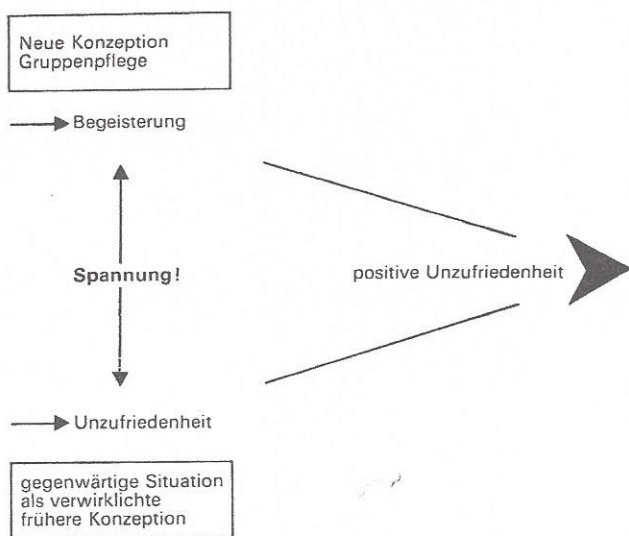 Neue Konzeption
Gruppenpflege
Begeisterung
Spannung!
positive Unzufriedenheit
Unzufriedenheit
gegenwärtige Situation
als verwirklichte
frühere Konzeption